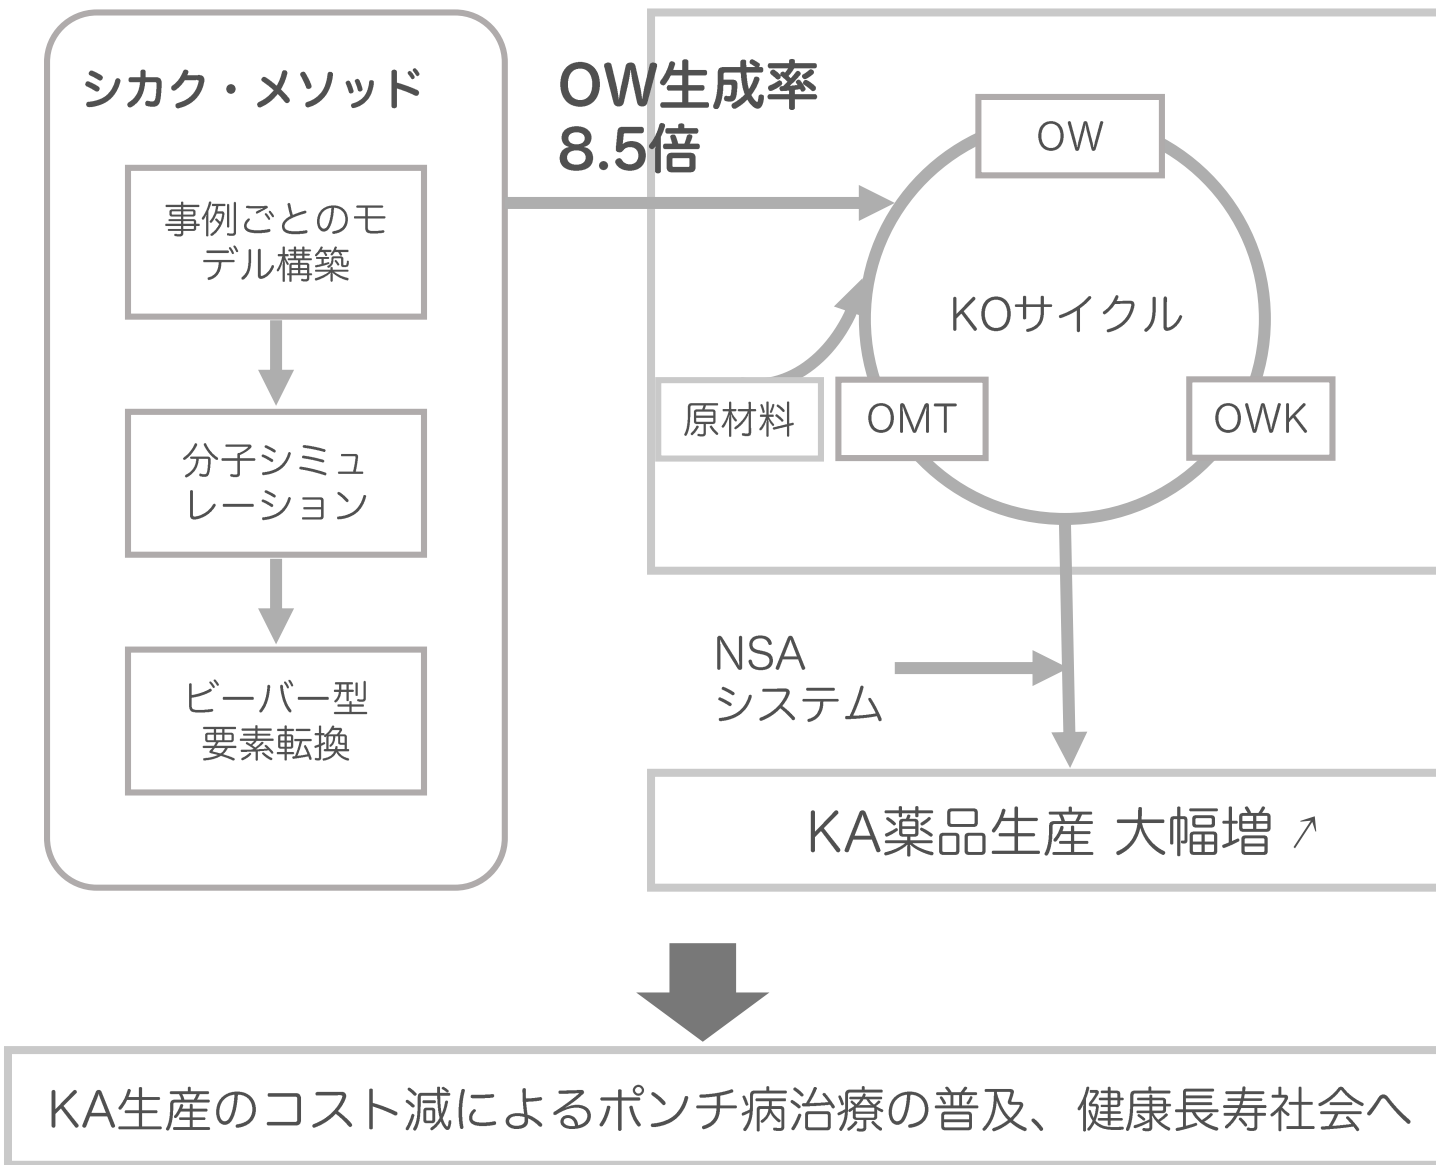 シカク・メソッド
事例ごとのモ
デル構築
分子シミュ
レーション
ビーバー型
要素転換
OW生成率
8.5倍
OW
KOサイクル
原材料
OMT
OWK
NSA
システム
KA薬品生産 大幅増↗
KA生産のコスト減によるポンチ病治療の普及、健康長寿社会へ